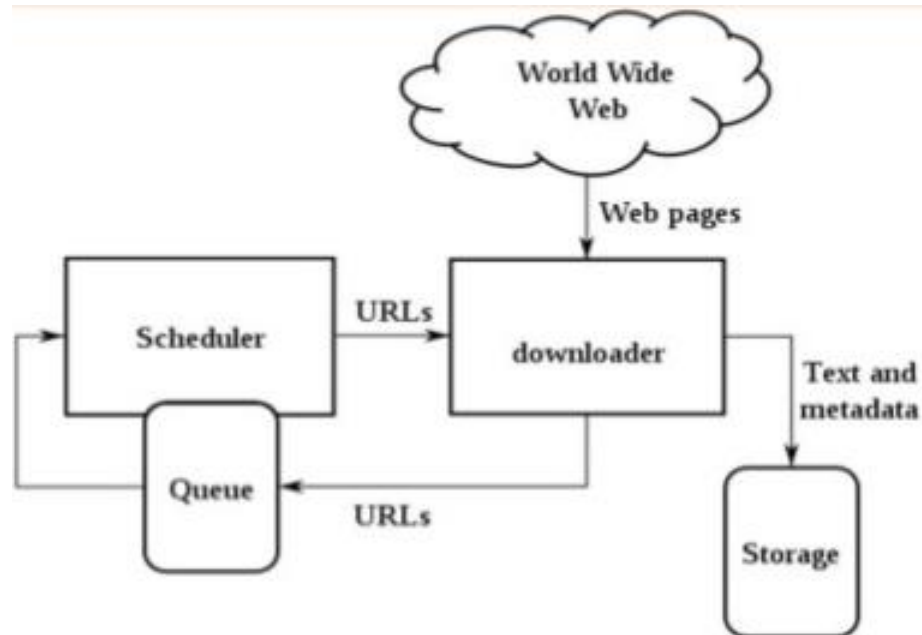 World Wide
Web
Web pages
Scheduler
URLs
downloader
Text and
metadata
Queue
URLs
Storage